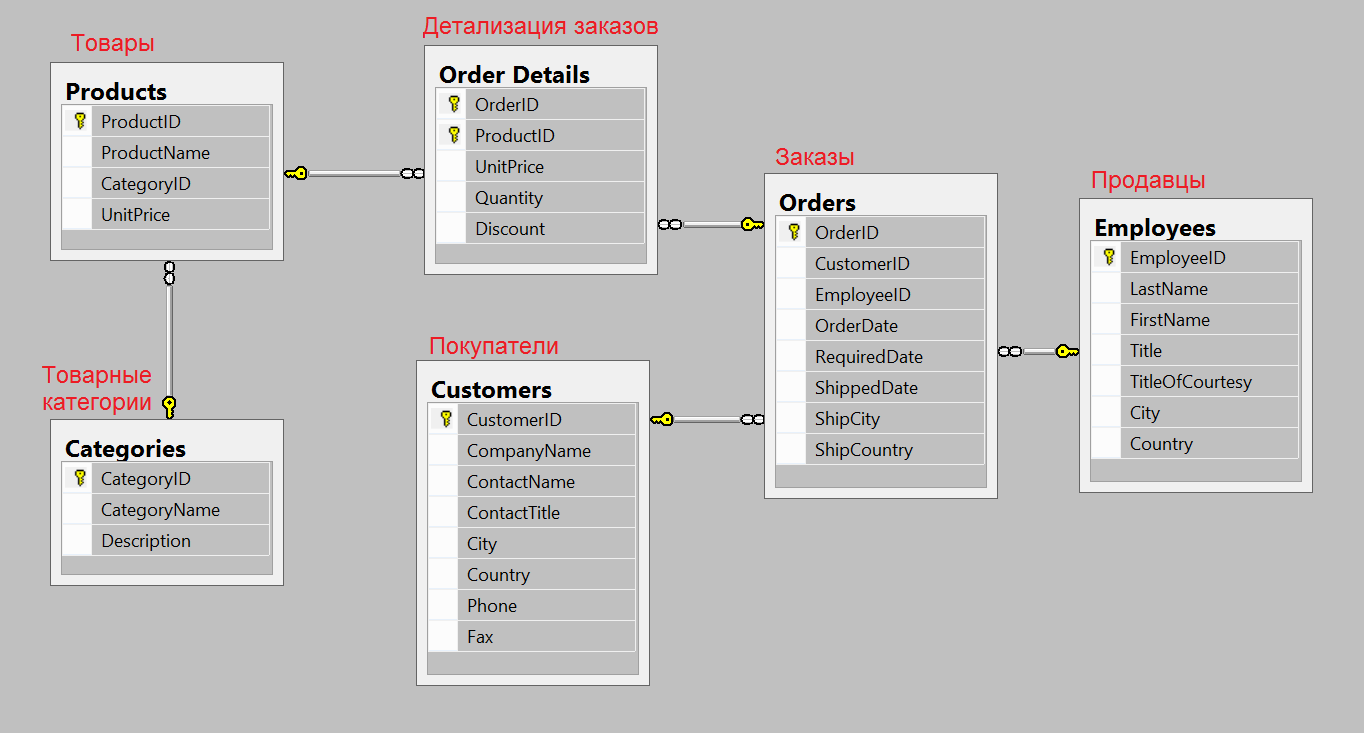 Товары
Products
ProductID
ProductName
CategoryID
UnitPrice
Детализация заказов
Order Details
OrderID
ProductID
UnitPrice
Quantity
Discount
Заказы
Orders
OrderID
CustomerID
EmployeeID
OrderDate
RequiredDate
ShippedDate
ShipCity
ShipCountry
Продавцы
Employees
EmployeeID
LastName
FirstName
Title
TitleOfCourtesy
City
Country
Товарные
категории
Categories
CategoryID
CategoryName
Description
Покупатели
Customers
CustomerID
CompanyName
ContactName
ContactTitle
City
Country
Phone
Fax